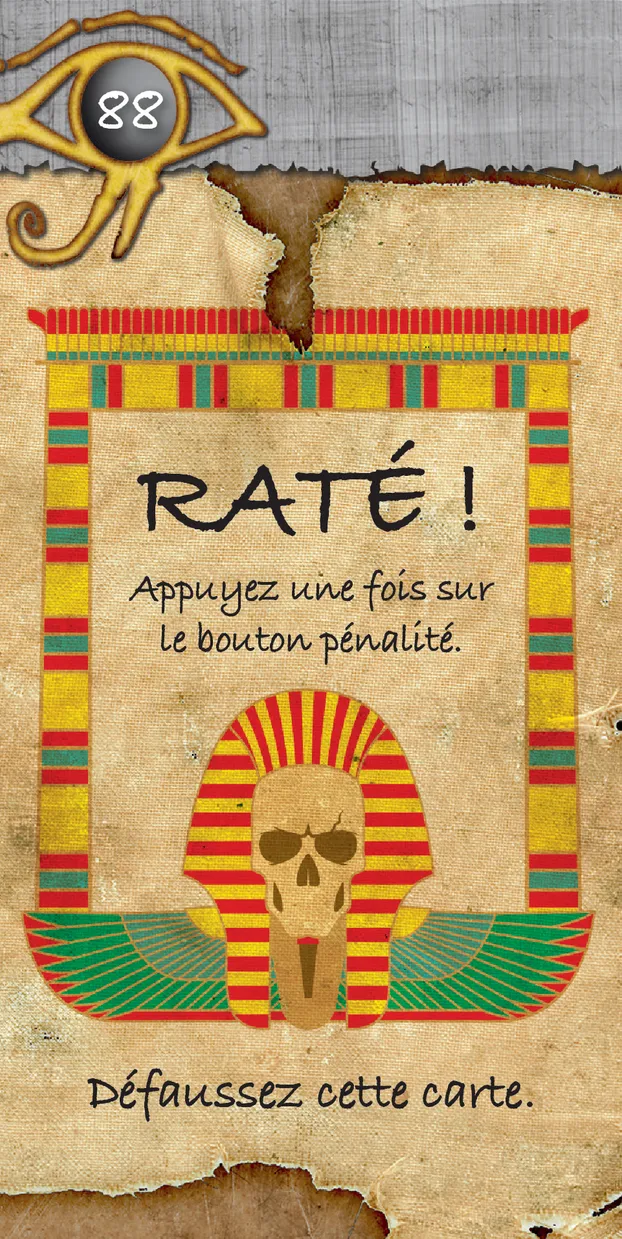 88
RATÉ !
Appuyez une fois sur
le bouton pénalité.
Défaussez cette carte.